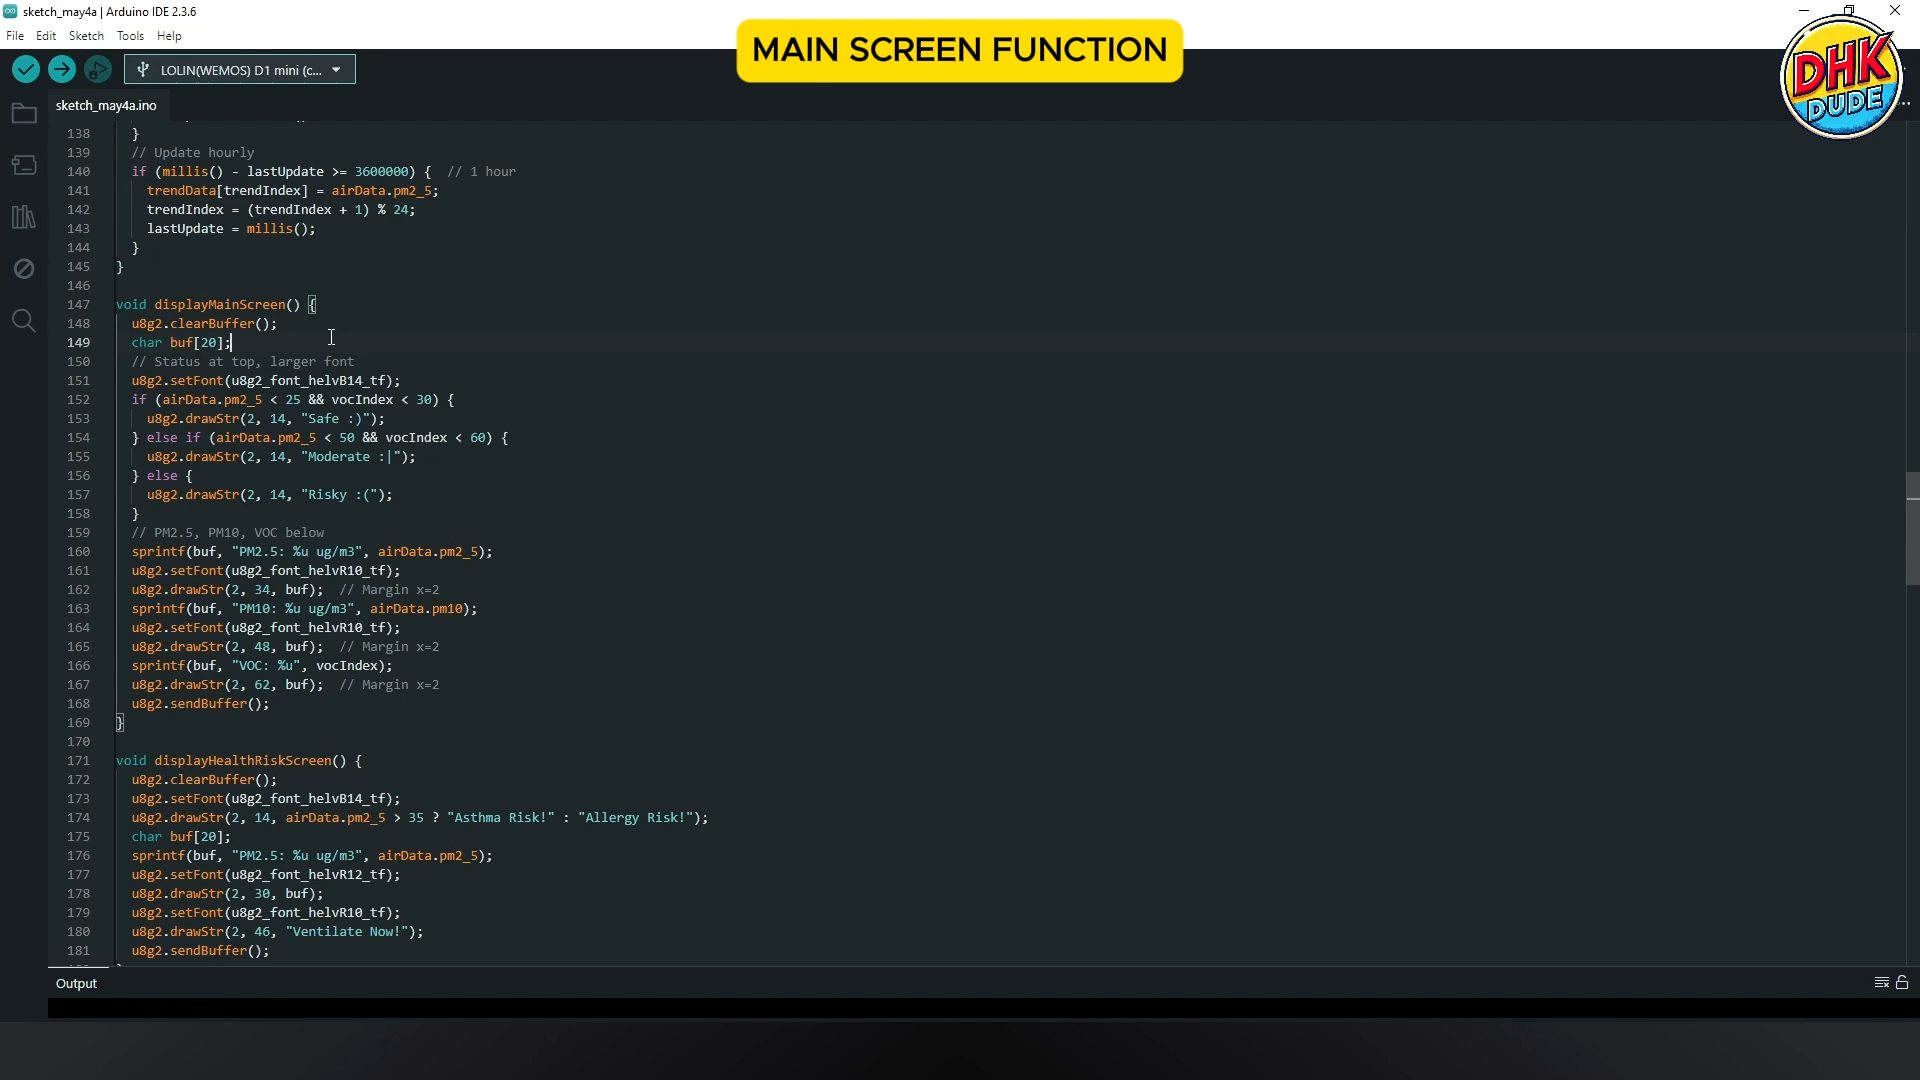 sketch_may4a | Arduino IDE 2.3.6
File Edit Sketch Tools Help
MAIN SCREEN FUNCTION
DHK
DUDE
LOLIN(WEMOS) D1 mini (c...
sketch_may4a.ino
138 }
139 // Update hourly
140 if (millis() - lastUpdate >= 3600000) { // 1 hour
141 trendData[trendIndex] = airData.pm2_5;
142 trendIndex = (trendIndex + 1) % 24;
143 lastUpdate = millis();
144 }
145 }
146
147 void displayMainScreen() {
148 u8g2.clearBuffer();
149 char buf[20];
150 // Status at top, larger font
151 u8g2.setFont(u8g2_font_helvB14_tf);
152 if (airData.pm2_5 < 25 && vocIndex < 30) {
153 u8g2.drawStr(2, 14, "Safe :)");
154 } else if (airData.pm2_5 < 50 && vocIndex < 60) {
155 u8g2.drawStr(2, 14, "Moderate :|");
156 } else {
157 u8g2.drawStr(2, 14, "Risky :(");
158 }
159 // PM2.5, PM10, VOC below
160 sprintf(buf, "PM2.5: %u ug/m3", airData.pm2_5);
161 u8g2.setFont(u8g2_font_helvR10_tf);
162 u8g2.drawStr(2, 34, buf); // Margin x=2
163 sprintf(buf, "PM10: %u ug/m3", airData.pm10);
164 u8g2.setFont(u8g2_font_helvR10_tf);
165 u8g2.drawStr(2, 48, buf); // Margin x=2
166 sprintf(buf, "VOC: %u", vocIndex);
167 u8g2.drawStr(2, 62, buf); // Margin x=2
168 u8g2.sendBuffer();
169 }
170
171 void displayHealthRiskScreen() {
172 u8g2.clearBuffer();
173 u8g2.setFont(u8g2_font_helvB14_tf);
174 u8g2.drawStr(2, 14, airData.pm2_5 > 35 ? "Asthma Risk!" : "Allergy Risk!");
175 char buf[20];
176 sprintf(buf, "PM2.5: %u ug/m3", airData.pm2_5);
177 u8g2.setFont(u8g2_font_helvR12_tf);
178 u8g2.drawStr(2, 30, buf);
179 u8g2.setFont(u8g2_font_helvR10_tf);
180 u8g2.drawStr(2, 46, "Ventilate Now!");
181 u8g2.sendBuffer();
Output